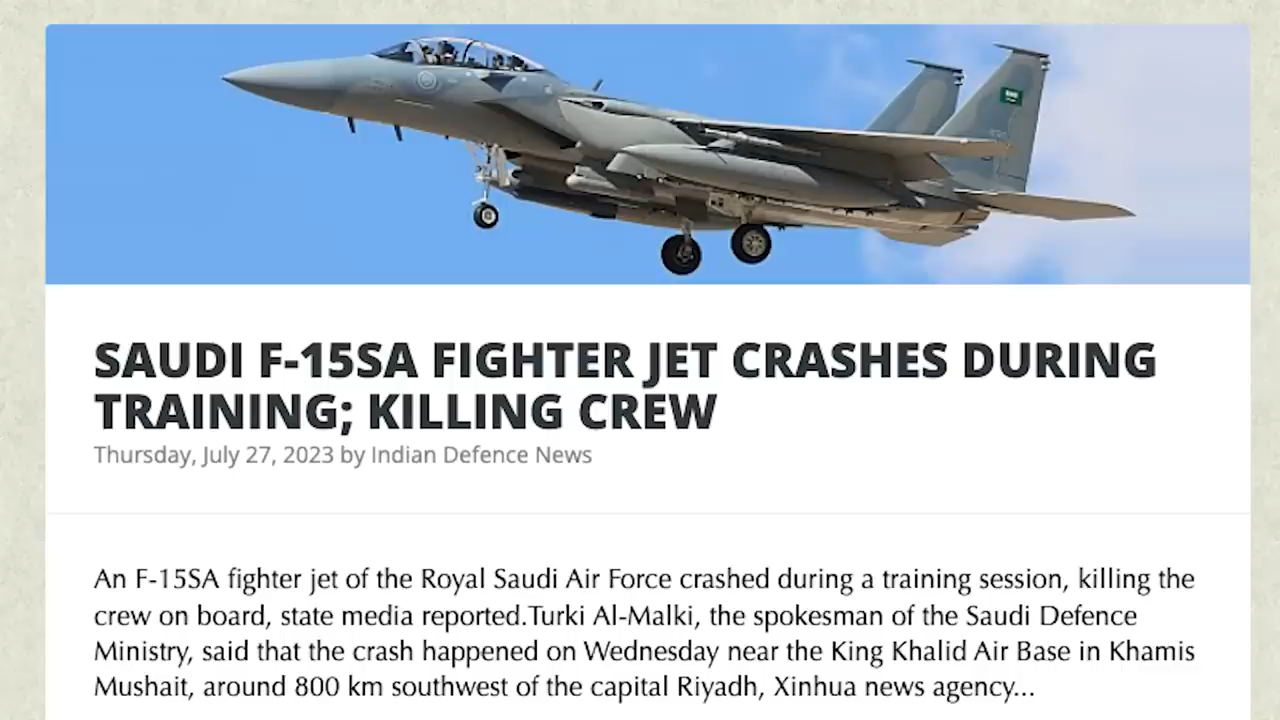 SAUDI F-15SA FIGHTER JET CRASHES DURING
TRAINING; KILLING CREW
Thursday, July 27, 2023 by Indian Defence News
An F-15SA fighter jet of the Royal Saudi Air Force crashed during a training session, killing the
crew on board, state media reported.Turki Al-Malki, the spokesman of the Saudi Defence
Ministry, said that the crash happened on Wednesday near the King Khalid Air Base in Khamis
Mushait, around 800 km southwest of the capital Riyadh, Xinhua news agency...